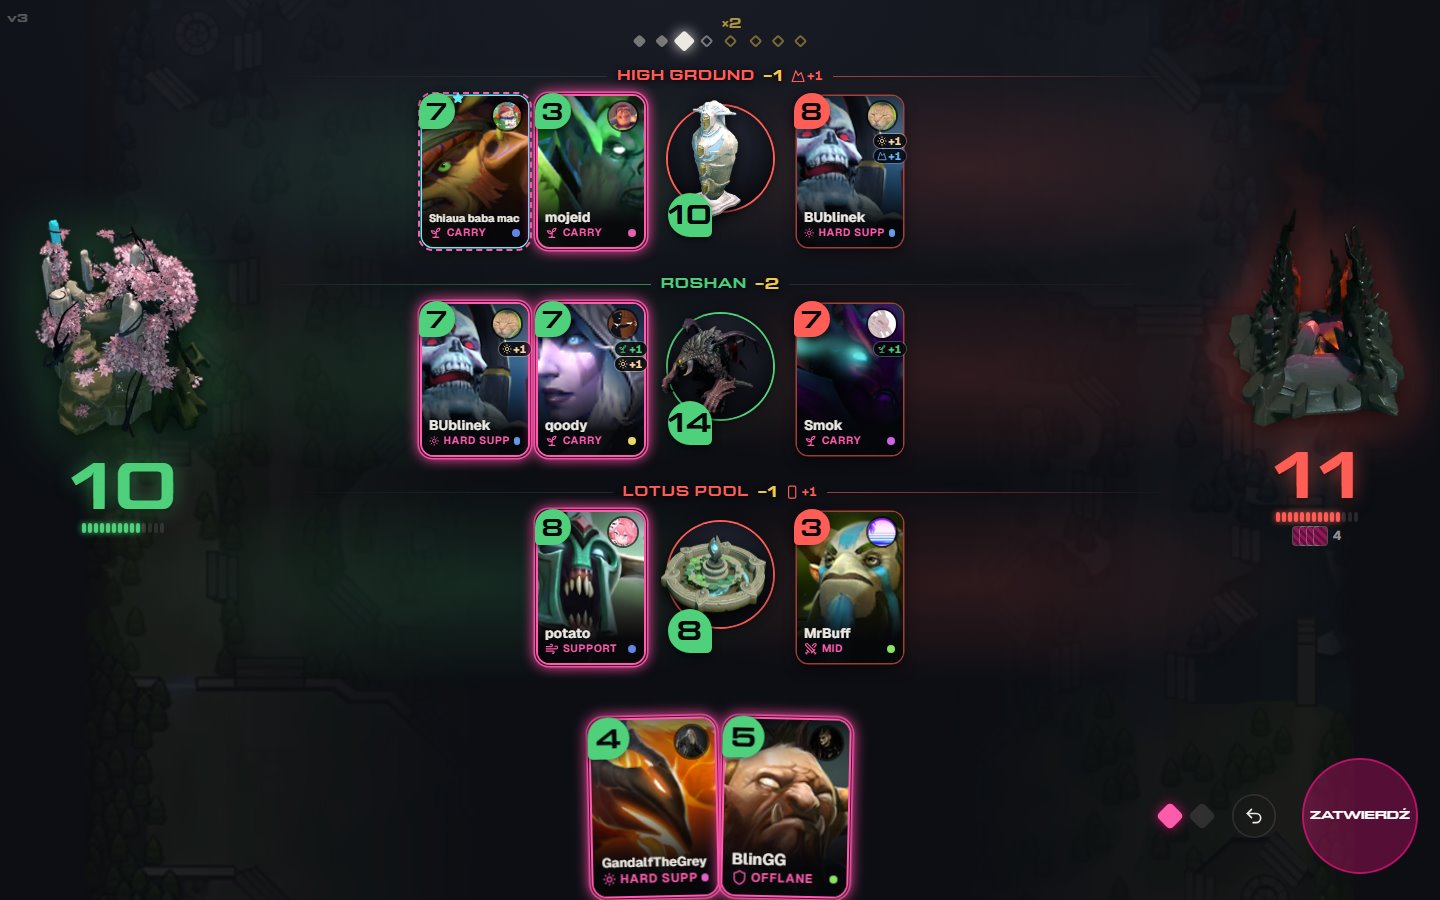 v3
×2
HIGH GROUND −1 +1
7
Shiaua baba mac
CARRY
3
mojeid
CARRY
10
8
+1
+1
BUblinek
HARD SUPP
ROSHAN −2
7
+1
BUblinek
HARD SUPP
7
+1
+1
qoody
CARRY
14
7
+1
Smok
CARRY
10
11
4
LOTUS POOL −1 +1
8
potato
SUPPORT
8
3
MrBuff
MID
4
GandalfTheGrey
HARD SUPP
5
BlinGG
OFFLANE
ZATWIERDŹ